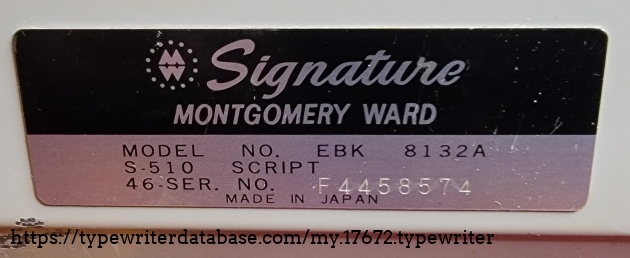 Signature
MONTGOMERY WARD
MODEL NO. EBK 8132A
S-510 SCRIPT
46-SER. NO. F4458574
MADE IN JAPAN
https://typewriterdatabase.com/my.17672.typewriter